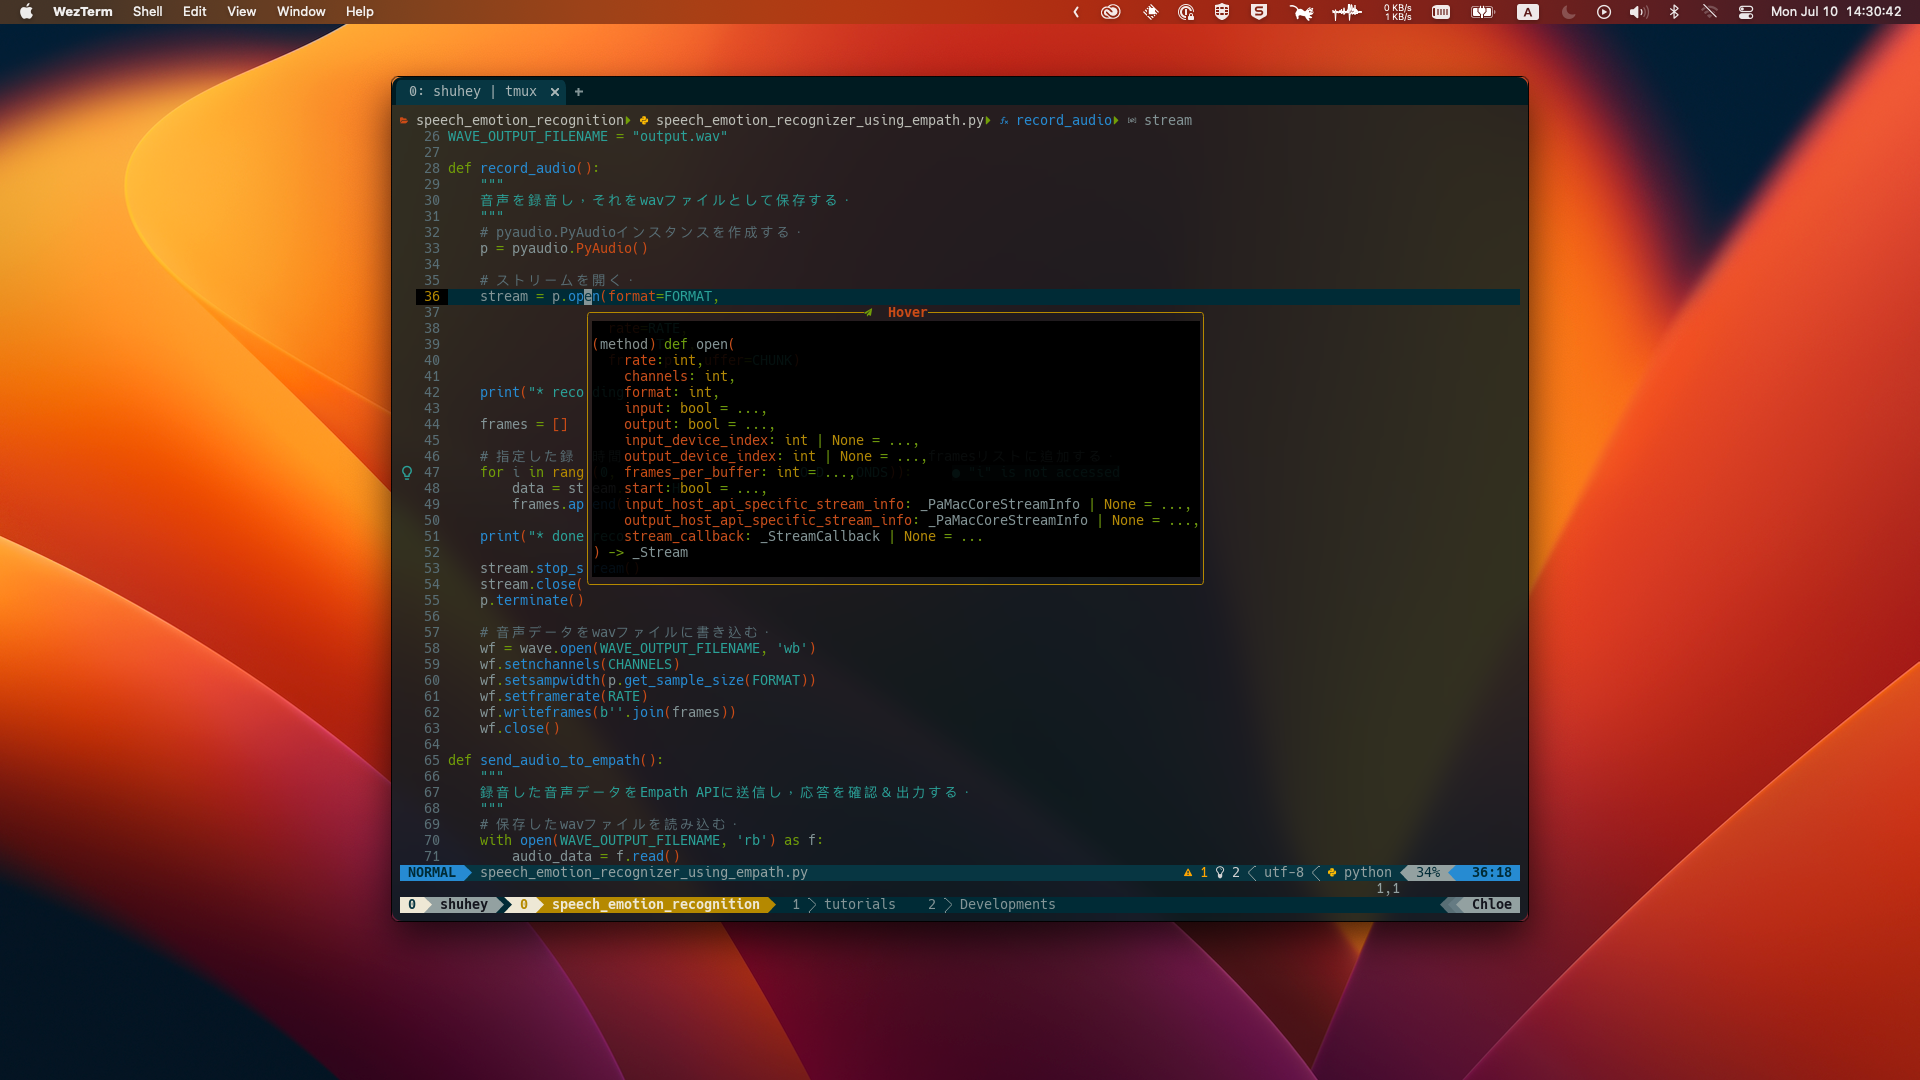 WezTerm Shell Edit View Window Help
0 KB/s
1 KB/s
A
Mon Jul 10 14:30:42
0: shuhey | tmux
speech_emotion_recognition speech_emotion_recognizer_using_empath.py record_audio stream
26 WAVE_OUTPUT_FILENAME = "output.wav"
27
28 def record_audio():
29 """
30 音声を録音し，それをwavファイルとして保存する．
31 """
32 # pyaudio.PyAudioインスタンスを作成する．
33 p = pyaudio.PyAudio()
34
35 # ストリームを開く．
36 stream = p.open(format=FORMAT,
37 Hover
38 rate=RATE,
39 (method) def open(
40 rate: int,
41 channels: int,
42 print("* reco format: int,
43 input: bool = ...,
44 frames = [] output: bool = ...,
45 input_device_index: int | None = ...,
46 # 指定した録 output_device_index: int | None = ...,
47 for i in rang frames_per_buffer: int = ...,  "i" is not accessed
48 data = st start: bool = ...,
49 frames.ap input_host_api_specific_stream_info: _PaMacCoreStreamInfo | None = ...,
50 output_host_api_specific_stream_info: _PaMacCoreStreamInfo | None = ...,
51 print("* done stream_callback: _StreamCallback | None = ...
52 ) -> _Stream
53 stream.stop_stream()
54 stream.close(
55 p.terminate()
56
57 # 音声データをwavファイルに書き込む．
58 wf = wave.open(WAVE_OUTPUT_FILENAME, 'wb')
59 wf.setnchannels(CHANNELS)
60 wf.setsampwidth(p.get_sample_size(FORMAT))
61 wf.setframerate(RATE)
62 wf.writeframes(b''.join(frames))
63 wf.close()
64
65 def send_audio_to_empath():
66 """
67 録音した音声データをEmpath APIに送信し，応答を確認＆出力する．
68 """
69 # 保存したwavファイルを読み込む．
70 with open(WAVE_OUTPUT_FILENAME, 'rb') as f:
71 audio_data = f.read()
NORMAL speech_emotion_recognizer_using_empath.py 1 2 utf-8 python 34% 36:18
1,1
0 shuhey 0 speech_emotion_recognition 1 tutorials 2 Developments Chloe